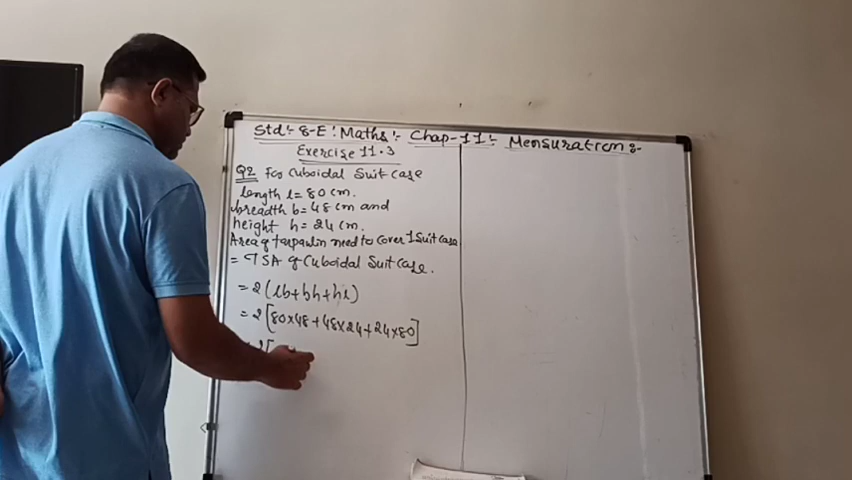 Std:- 8-E : Maths :- Chap-11 :- Mensuration :-
Exercise 11.3
Q2 For Cuboidal Suit case
length l = 80 cm.
breadth b = 48 cm and
height h = 24 cm.
Area of tarpaulin need to cover 1 Suit case
= TSA of Cuboidal Suit Case.
= 2 (lb+bh+hl)
= 2 [80×48 + 48×24 + 24×80]
2 [